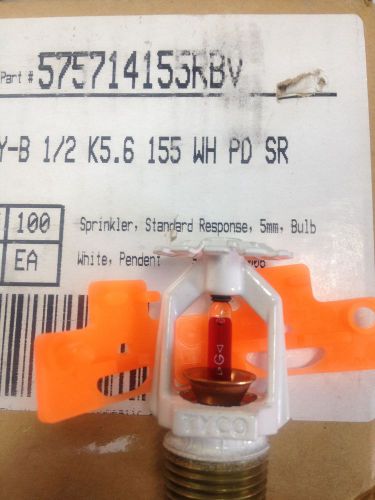 Part # 575714155RBV
Y-B 1/2 K5.6 155 WH PD SR
100 Sprinkler, Standard Response, 5mm, Bulb
EA White, Pendent
G
TYCO